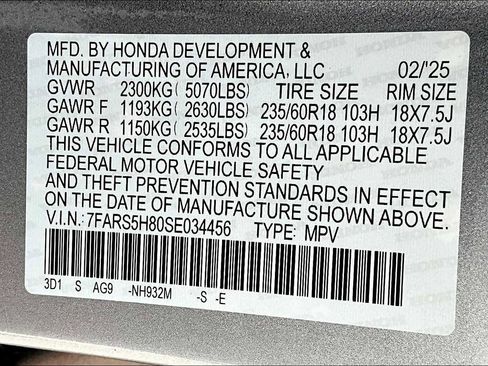 MFD. BY HONDA DEVELOPMENT &
MANUFACTURING OF AMERICA, LLC 02/'25
GVWR 2300KG ( 5070LBS) TIRE SIZE RIM SIZE
GAWR F 1193KG ( 2630LBS) 235/60R18 103H 18X7.5J
GAWR R 1150KG ( 2535LBS) 235/60R18 103H 18X7.5J
THIS VEHICLE CONFORMS TO ALL APPLICABLE
FEDERAL MOTOR VEHICLE SAFETY
AND THEFT PREVENTION STANDARDS IN EFFECT
ON THE DATE OF MANUFACTURE SHOWN ABOVE.
V.I.N.: 7FARS5H80SE034456 TYPE: MPV
3D1 S AG9 -NH932M -S -E